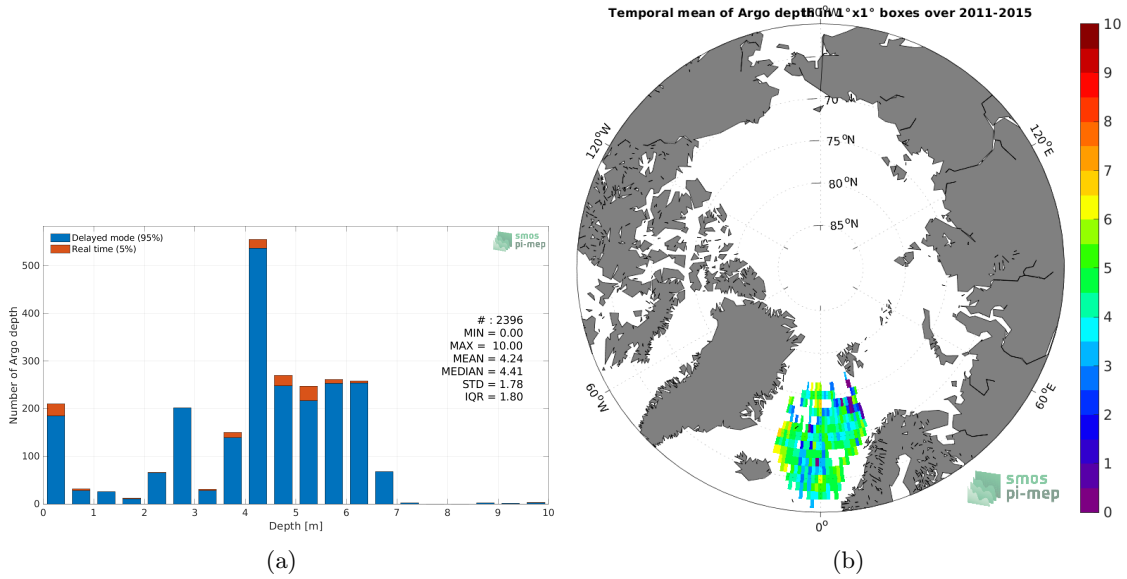 Delayed mode (95%)
Real time (5%)
smos
pi-mep
# : 2396
MIN = 0.00
MAX = 10.00
MEAN = 4.24
MEDIAN = 4.41
STD = 1.78
IQR = 1.80
Number of Argo depth
500
400
300
200
100
0
0 1 2 3 4 5 6 7 8 9 10
Depth [m]
(a)
Temporal mean of Argo depth in 1°x1° boxes over 2011-2015
180°W
120°W
120°E
60°W
60°E
0°
70°N
75°N
80°N
85°N
smos
pi-mep
10
9
8
7
6
5
4
3
2
1
0
(b)